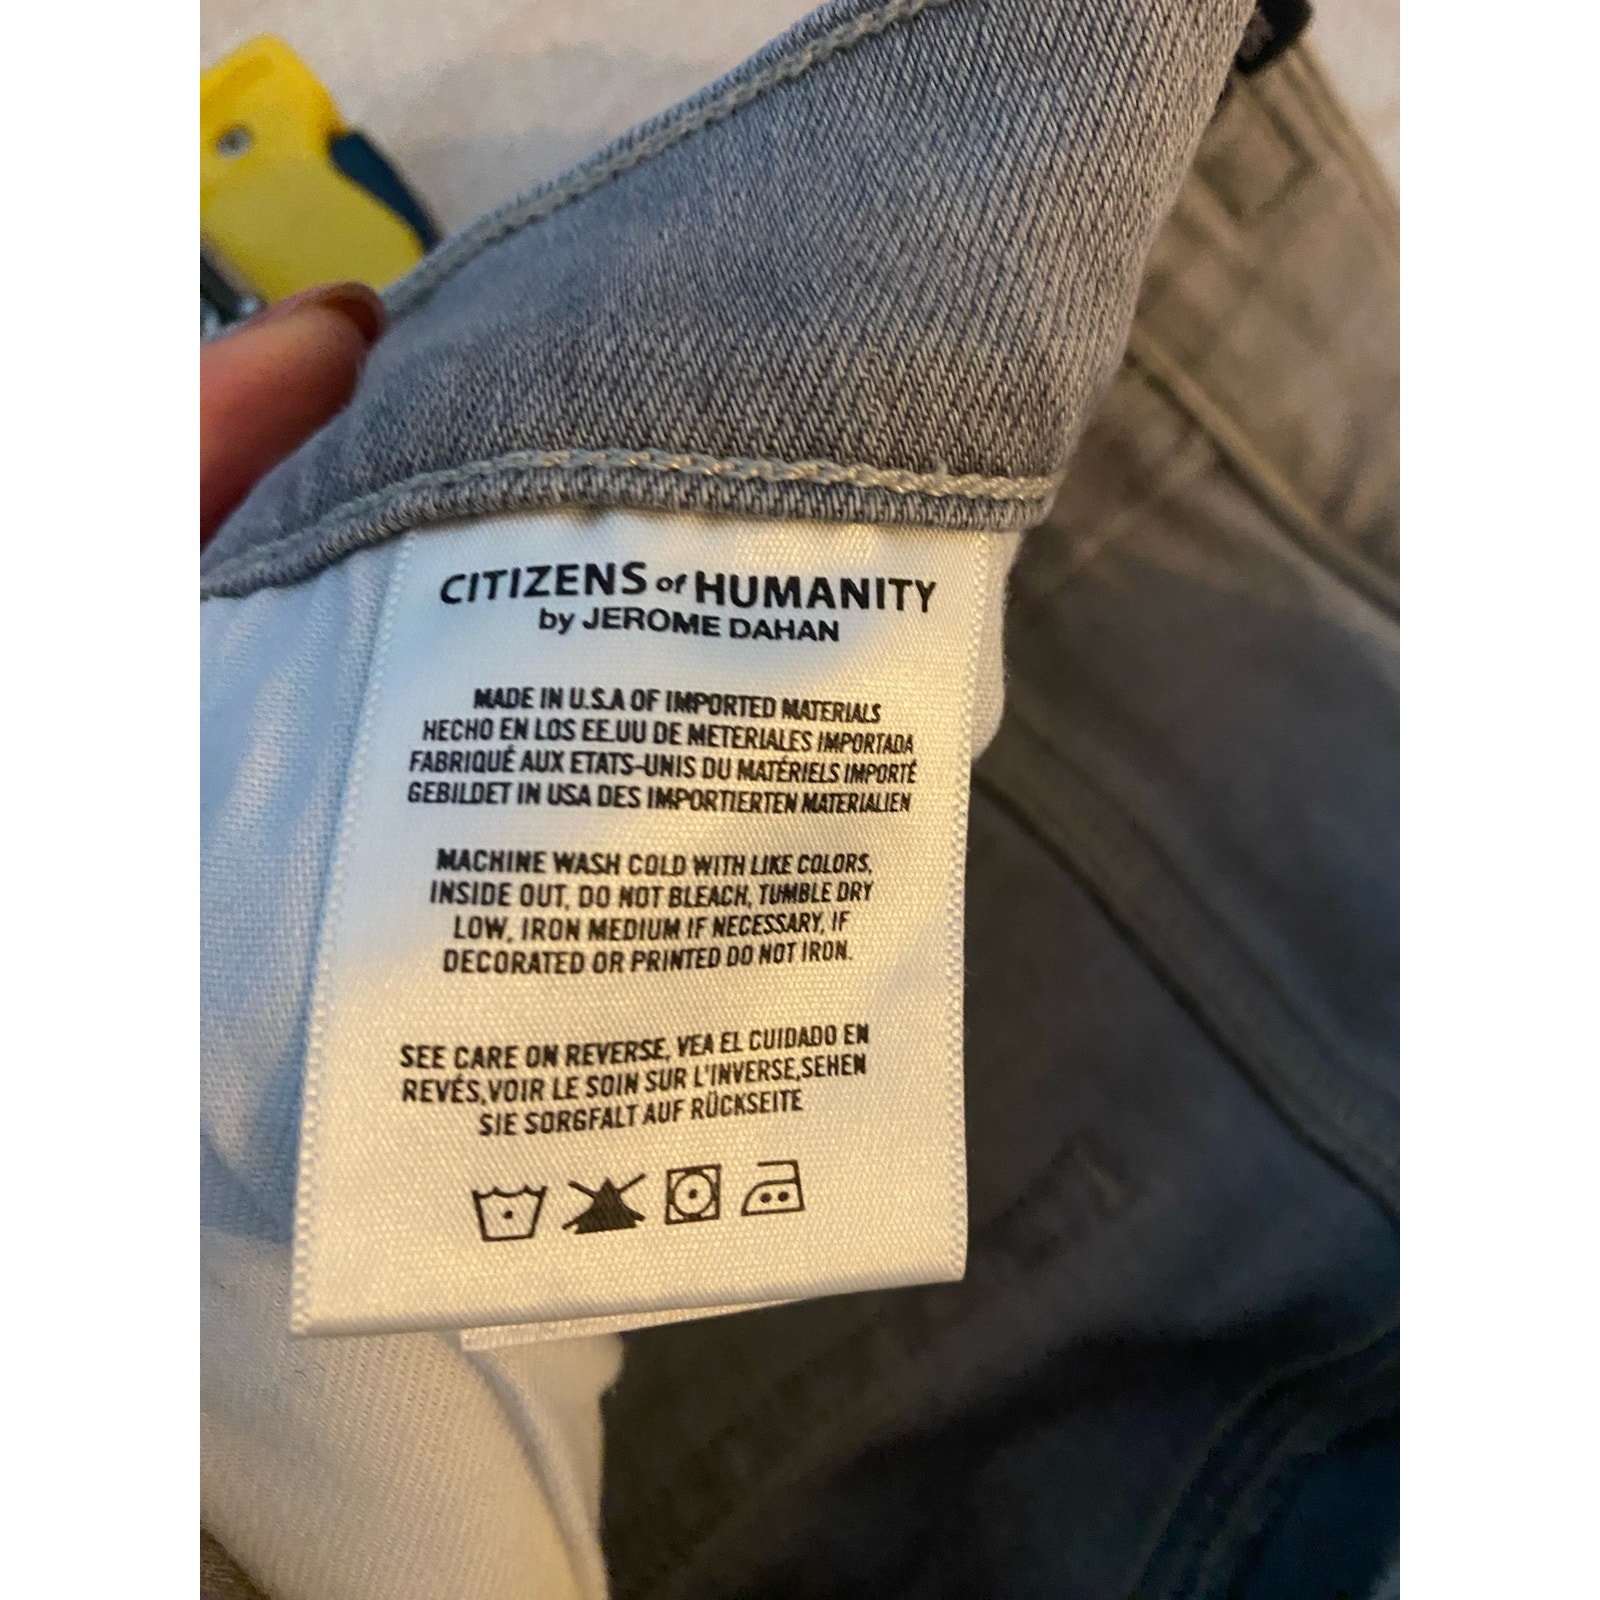 CITIZENS of HUMANITY
by JEROME DAHAN
MADE IN U.S.A OF IMPORTED MATERIALS
HECHO EN LOS EE.UU DE METERIALES IMPORTADA
FABRIQUÉ AUX ETATS-UNIS DU MATÉRIELS IMPORTÉ
GEBILDET IN USA DES IMPORTIERTEN MATERIALIEN
MACHINE WASH COLD WITH LIKE COLORS,
INSIDE OUT, DO NOT BLEACH, TUMBLE DRY
LOW, IRON MEDIUM IF NECESSARY, IF
DECORATED OR PRINTED DO NOT IRON.
SEE CARE ON REVERSE, VEA EL CUIDADO EN
REVÉS,VOIR LE SOIN SUR L'INVERSE,SEHEN
SIE SORGFALT AUF RÜCKSEITE